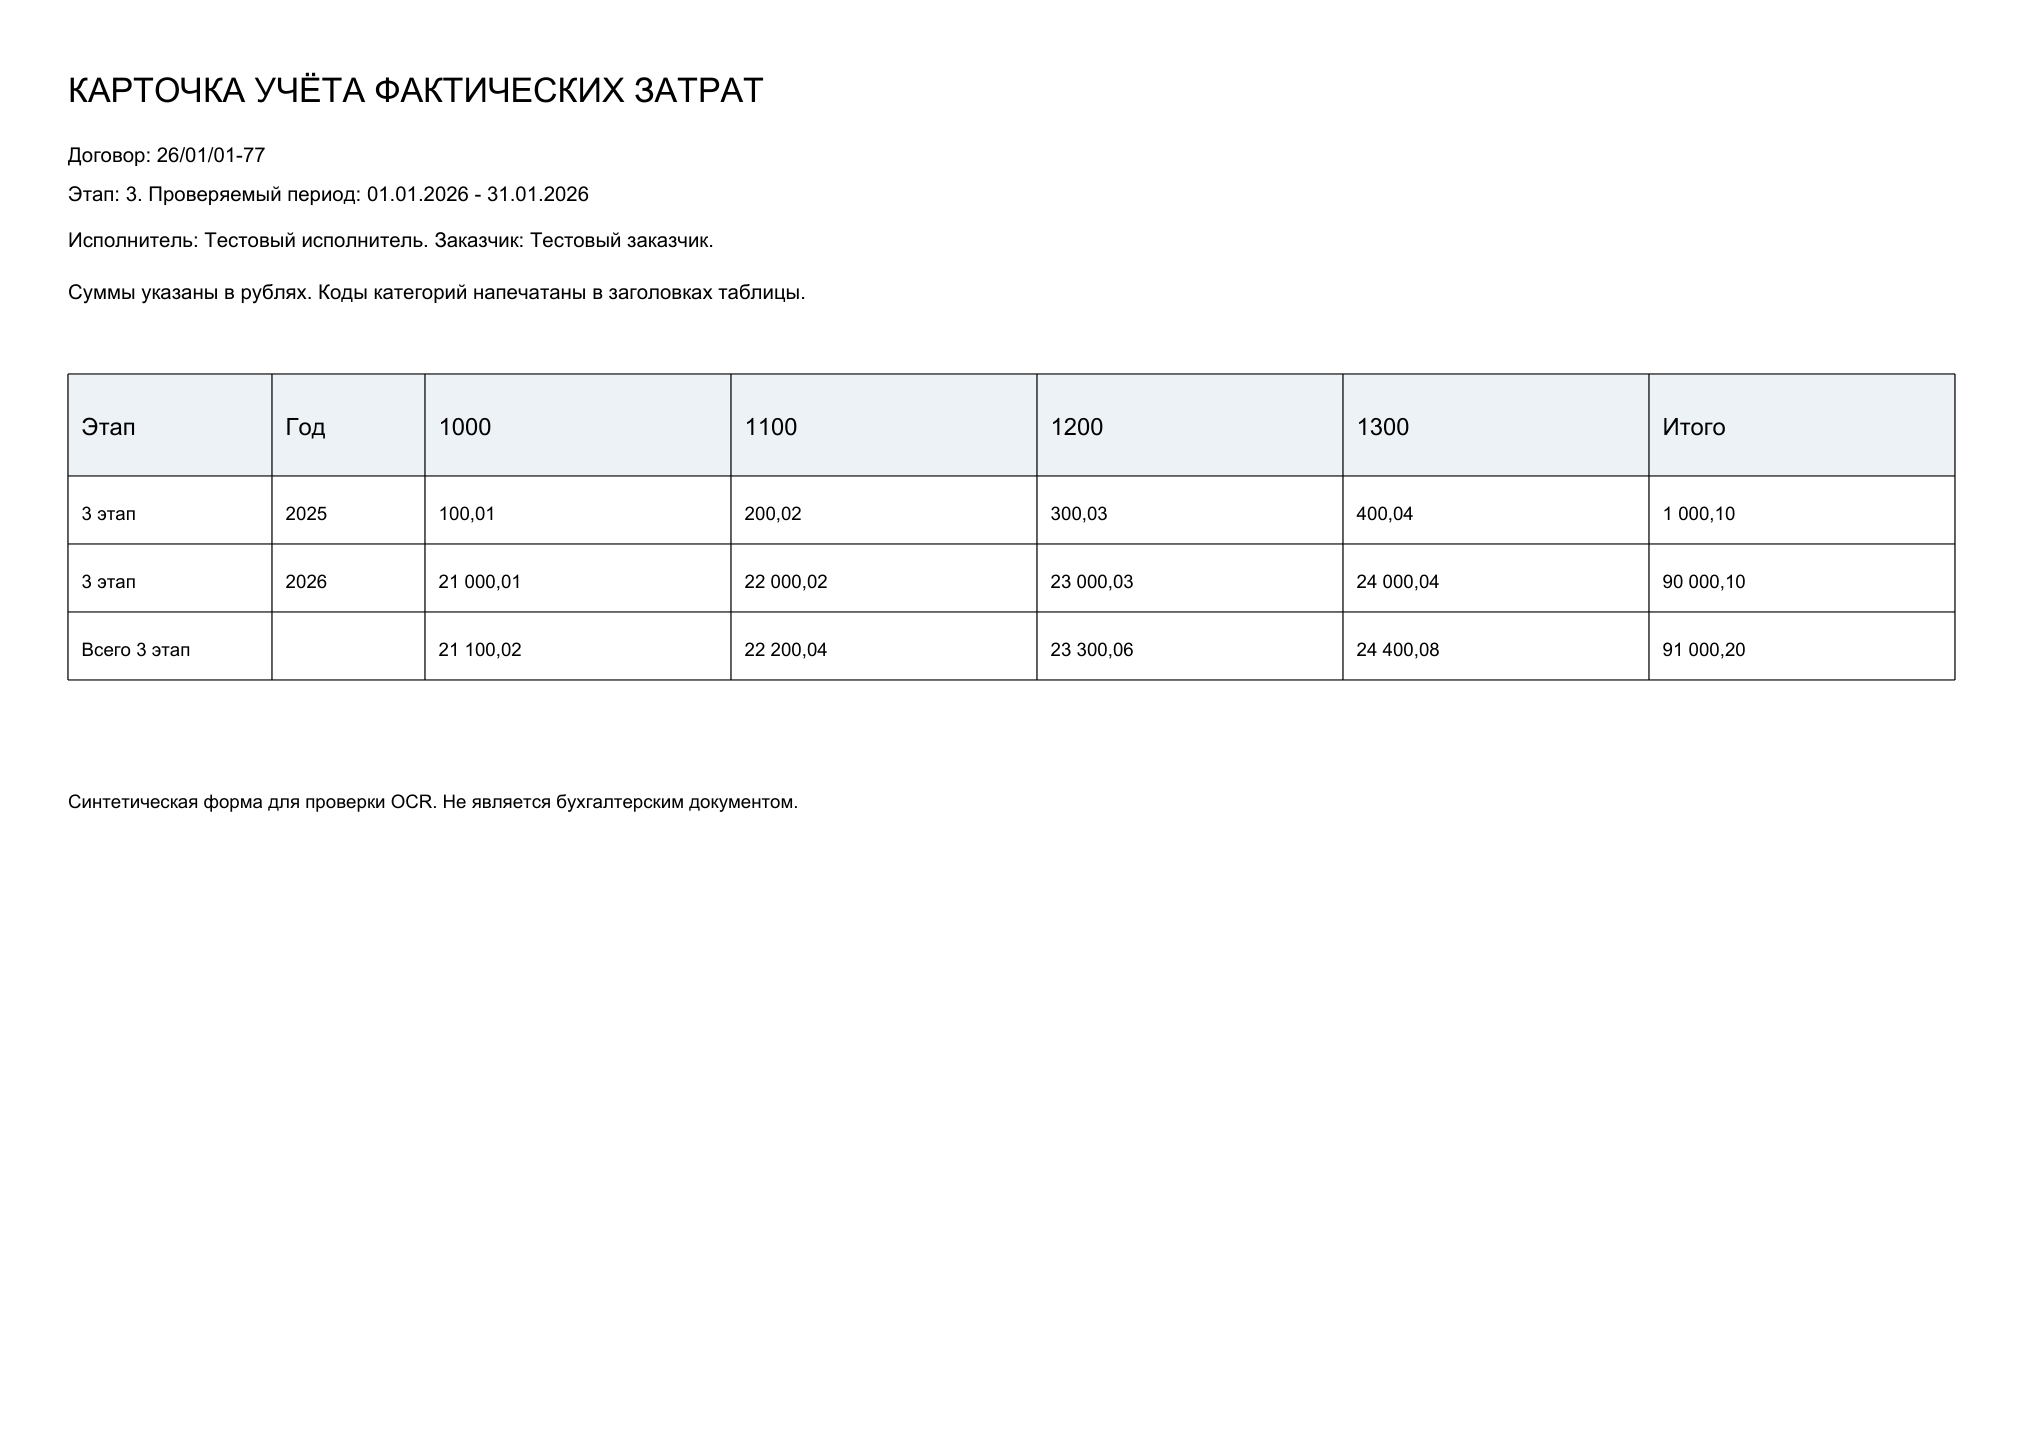 КАРТОЧКА УЧЁТА ФАКТИЧЕСКИХ ЗАТРАТ
Договор: 26/01/01-77
Этап: 3. Проверяемый период: 01.01.2026 - 31.01.2026
Исполнитель: Тестовый исполнитель. Заказчик: Тестовый заказчик.
Суммы указаны в рублях. Коды категорий напечатаны в заголовках таблицы.
Этап Год 1000 1100 1200 1300 Итого
3 этап 2025 100,01 200,02 300,03 400,04 1 000,10
3 этап 2026 21 000,01 22 000,02 23 000,03 24 000,04 90 000,10
Всего 3 этап 21 100,02 22 200,04 23 300,06 24 400,08 91 000,20
Синтетическая форма для проверки OCR. Не является бухгалтерским документом.